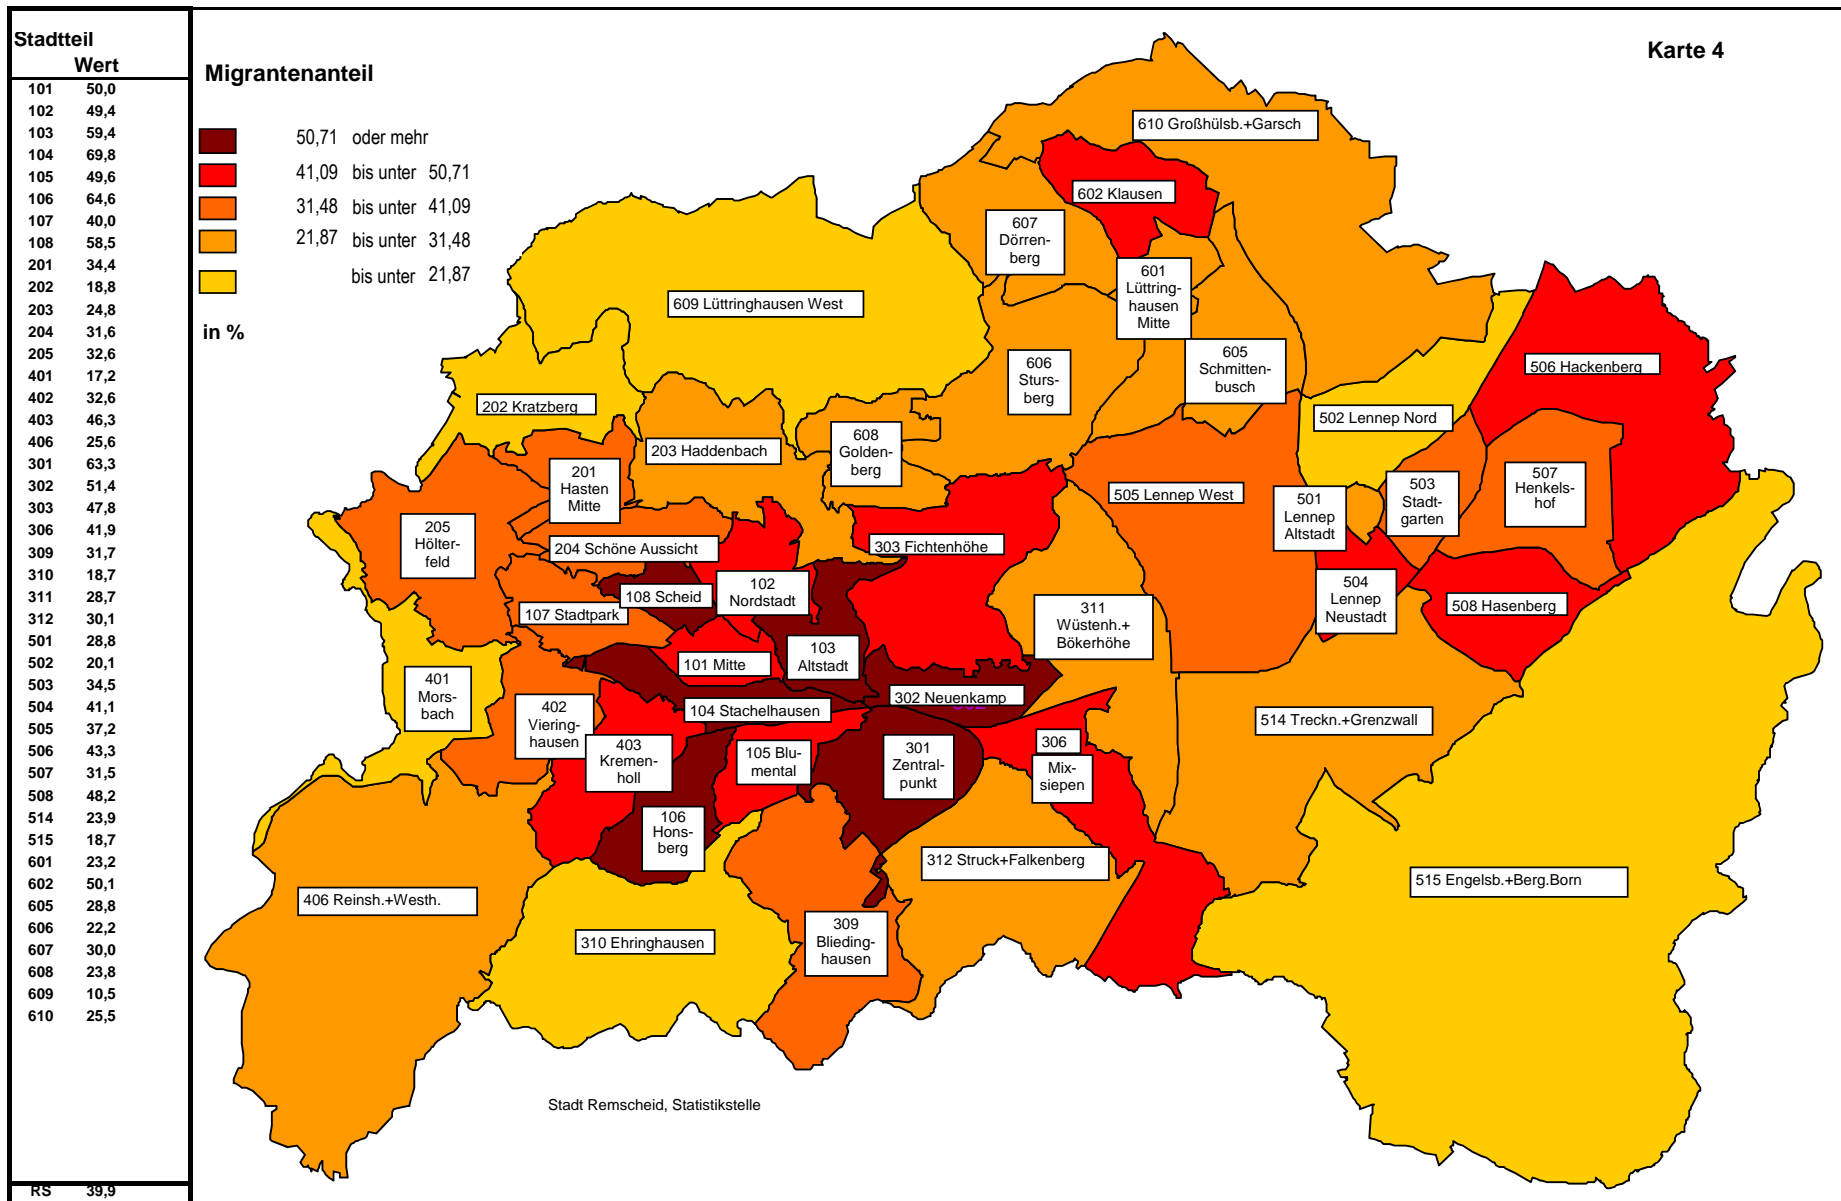 Stadtteil
Wert
101 50,0
102 49,4
103 59,4
104 69,8
105 49,6
106 64,6
107 40,0
108 58,5
201 34,4
202 18,8
203 24,8
204 31,6
205 32,6
401 17,2
402 32,6
403 46,3
406 25,6
301 63,3
302 51,4
303 47,8
306 41,9
309 31,7
310 18,7
311 28,7
312 30,1
501 28,8
502 20,1
503 34,5
504 41,1
505 37,2
506 43,3
507 31,5
508 48,2
514 23,9
515 18,7
601 23,2
602 50,1
605 28,8
606 22,2
607 30,0
608 23,8
609 10,5
610 25,5
RS 39,9
Migrantenanteil
50,71 oder mehr
41,09 bis unter 50,71
31,48 bis unter 41,09
21,87 bis unter 31,48
bis unter 21,87
in %
Karte 4
610 Großhülsb.+Garsch
602 Klausen
607
Dörren-
berg
601
Lüttring-
hausen
Mitte
609 Lüttringhausen West
606
Sturs-
berg
605
Schmitten-
busch
506 Hackenberg
202 Kratzberg
502 Lennep Nord
203 Haddenbach
608
Golden-
berg
201
Hasten
Mitte
505 Lennep West
501
Lennep
Altstadt
503
Stadt-
garten
507
Henkels-
hof
205
Hölter-
feld
204 Schöne Aussicht
303 Fichtenhöhe
102
Nordstadt
108 Scheid
107 Stadtpark
311
Wüstenh.+
Bökerhöhe
504
Lennep
Neustadt
508 Hasenberg
103
Altstadt
101 Mitte
401
Mors-
bach
402
Viering-
hausen
302 Neuenkamp
302
104 Stachelhausen
514 Treckn.+Grenzwall
403
Kremen-
holl
105 Blu-
mental
301
Zentral-
punkt
306
Mix-
siepen
106
Hons-
berg
312 Struck+Falkenberg
406 Reinsh.+Westh.
515 Engelsb.+Berg.Born
310 Ehringhausen
309
Blieding-
hausen
Stadt Remscheid, Statistikstelle